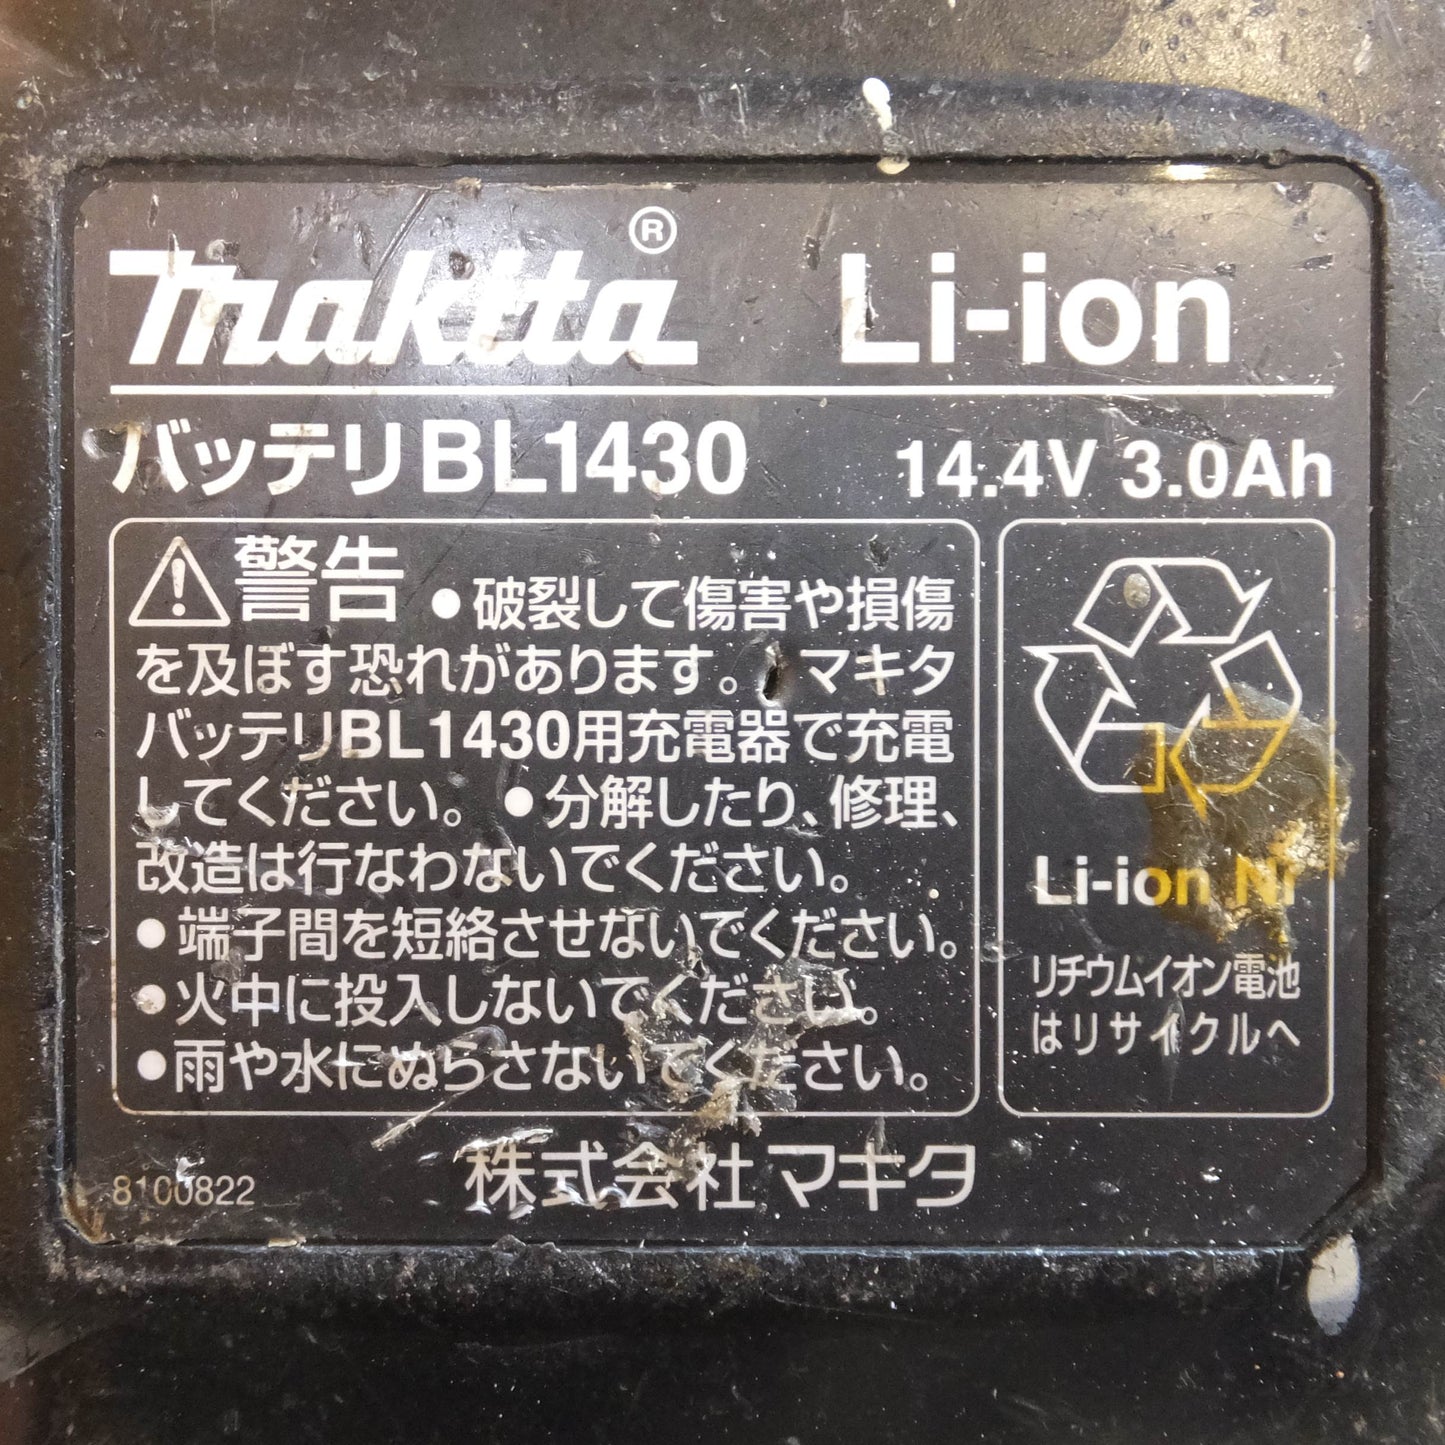 makita®
Li-ion
バッテリBL1430
14.4V 3.0Ah
警告 ●破裂して傷害や損傷
を及ぼす恐れがあります。● マキタ
バッテリBL1430用充電器で充電
してください。●分解したり、修理、
改造は行なわないでください。
●端子間を短絡させないでください。
●火中に投入しないでください。
●雨や水にぬらさないでください。
Li-ion Ni
リチウムイオン電池
はリサイクルへ
8100822
株式会社マキタ